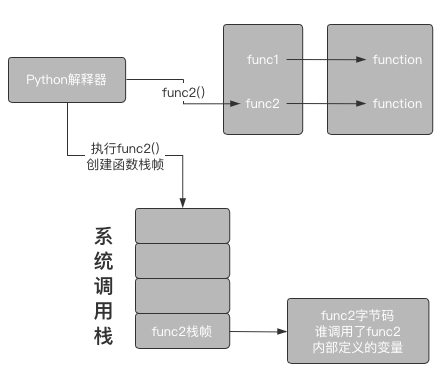 Python解释器
func2()
func1
function
func2
function
执行func2()
创建函数栈帧
系统调用栈
func2栈帧
func2字节码
谁调用了func2
内部定义的变量